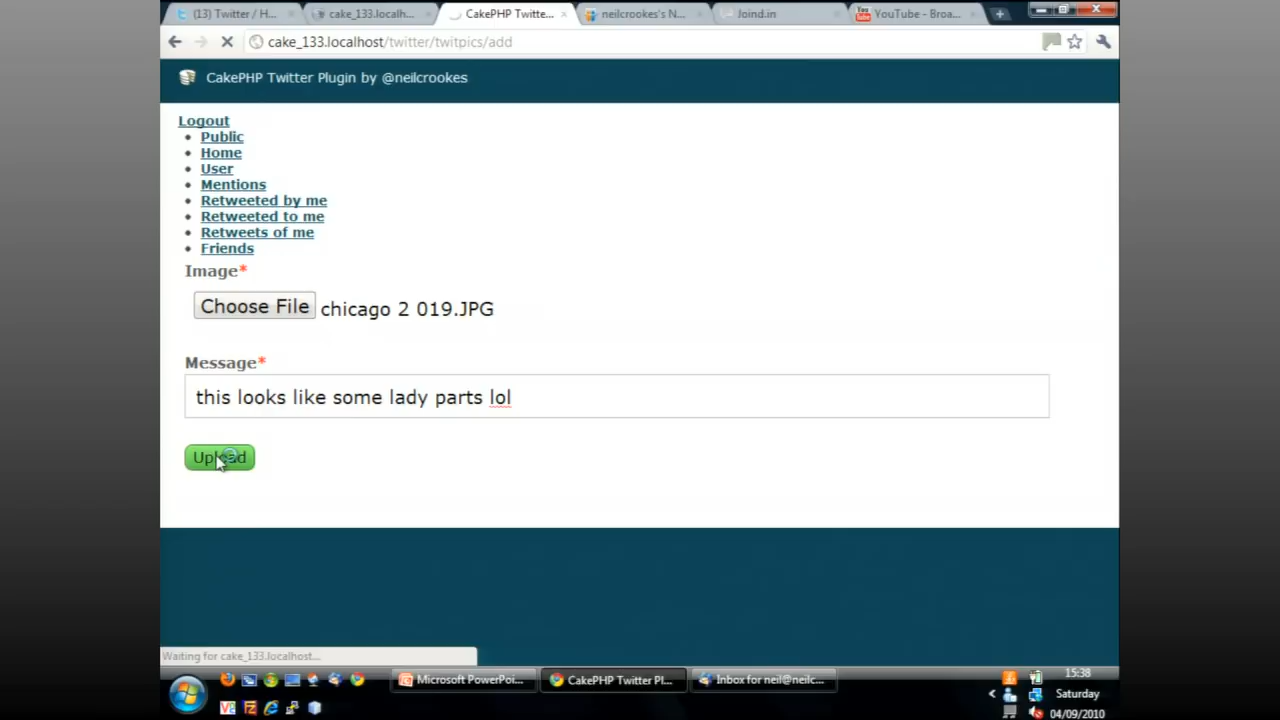 (13) Twitter / H...
cake_133.localh...
CakePHP Twitte...
neilcrookes's N...
Joind.in
YouTube - Broa...
cake_133.localhost/twitter/twitpics/add
CakePHP Twitter Plugin by @neilcrookes
Logout
Public
Home
User
Mentions
Retweeted by me
Retweeted to me
Retweets of me
Friends
Image*
Choose File chicago 2 019.JPG
Message*
this looks like some lady parts lol
Upload
Waiting for cake_133.localhost...
Microsoft PowerPoi...
CakePHP Twitter Pl...
Inbox for neil@neilc...
15:38
Saturday
04/09/2010